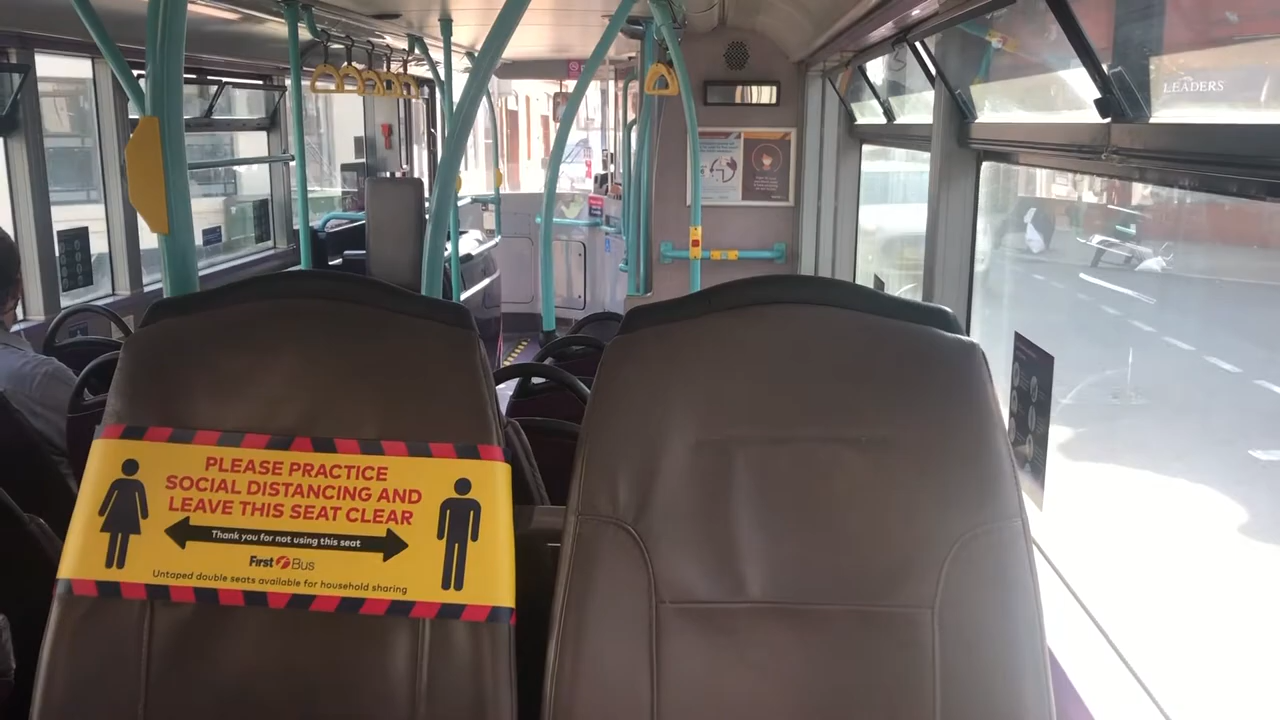 LEADERS
PLEASE PRACTICE
SOCIAL DISTANCING AND
LEAVE THIS SEAT CLEAR
Thank you for not using this seat
First Bus
Untaped double seats available for household sharing